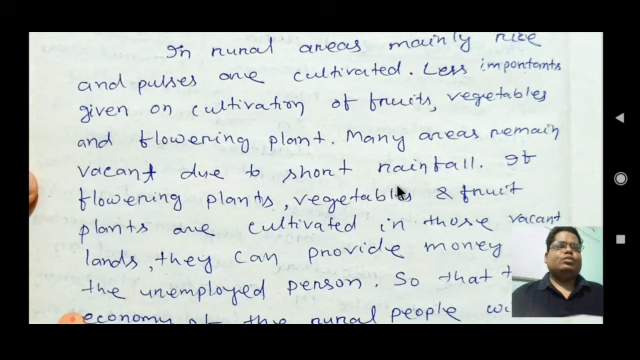 In rural areas mainly rice
and pulses are cultivated. Less importants
given on cultivation of fruits, vegetables
and flowering plant. Many areas remain
vacant due to short rainfall. If
flowering plants, vegetables & fruit
plants are cultivated in those vacant
lands, they can provide money
the unemployed person. So that
economy of the rural people